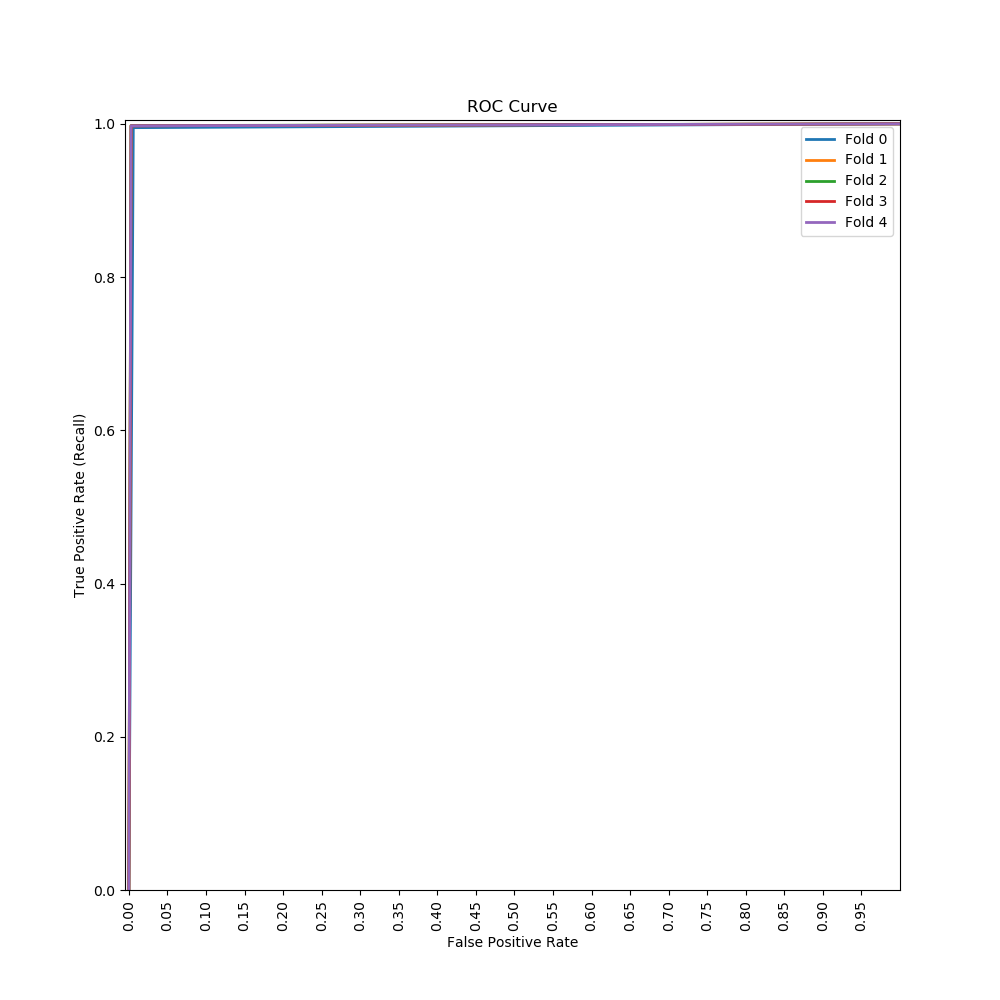 ROC Curve
1.0
0.8
0.6
0.4
0.2
0.0
True Positive Rate (Recall)
Fold 0
Fold 1
Fold 2
Fold 3
Fold 4
0.00 0.05 0.10 0.15 0.20 0.25 0.30 0.35 0.40 0.45 0.50 0.55 0.60 0.65 0.70 0.75 0.80 0.85 0.90 0.95
False Positive Rate